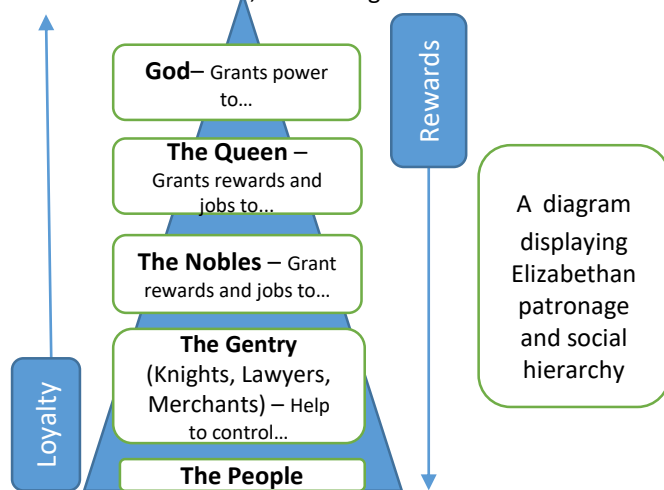 God– Grants power
to...
The Queen –
Grants rewards and
jobs to...
The Nobles – Grant
rewards and jobs to...
The Gentry
(Knights, Lawyers,
Merchants) – Help
to control...
The People
Loyalty
Rewards
A diagram
displaying
Elizabethan
patronage
and social
hierarchy